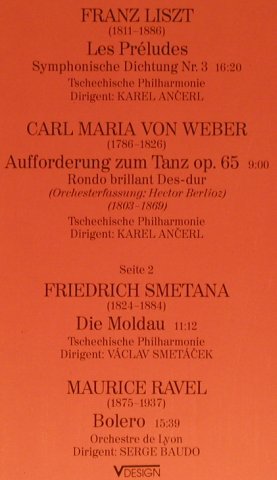 FRANZ LISZT
(1811–1886)
Les Préludes
Symphonische Dichtung Nr. 3 16:20
Tschechische Philharmonie
Dirigent: KAREL ANČERL
CARL MARIA VON WEBER
(1786–1826)
Aufforderung zum Tanz op. 65 9:00
Rondo brillant Des-dur
(Orchesterfassung: Hector Berlioz)
(1803–1869)
Tschechische Philharmonie
Dirigent: KAREL ANČERL
Seite 2
FRIEDRICH SMETANA
(1824–1884)
Die Moldau 11:12
Tschechische Philharmonie
Dirigent: VÁCLAV SMETÁČEK
MAURICE RAVEL
(1875–1937)
Bolero 15:39
Orchestre de Lyon
Dirigent: SERGE BAUDO
V DESIGN